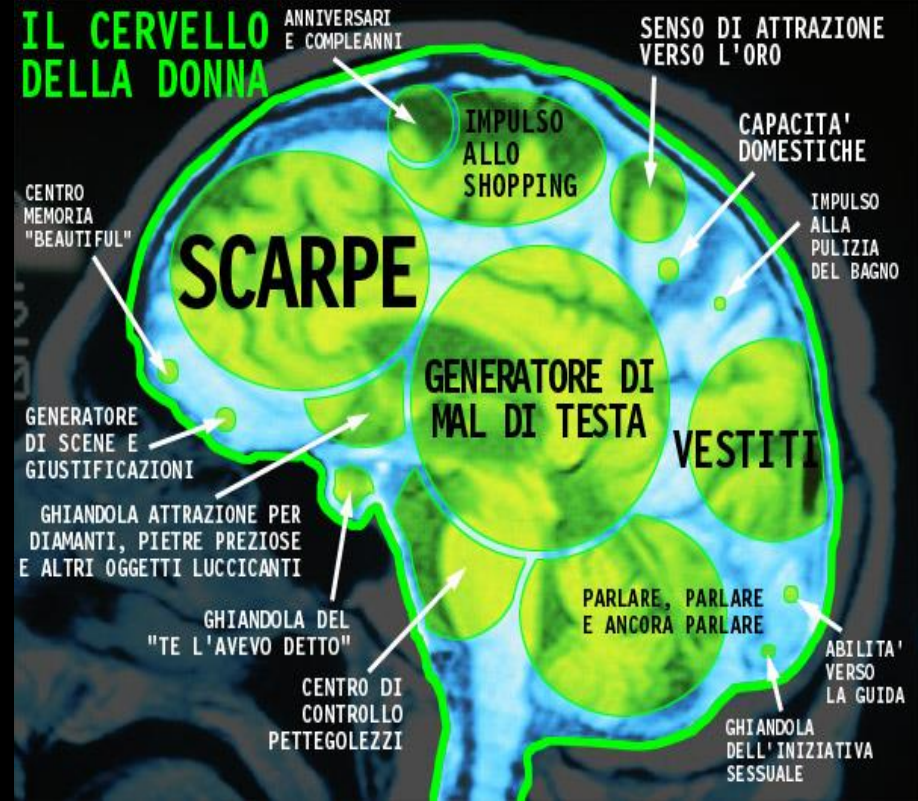 IL CERVELLO
DELLA DONNA
ANNIVERSARI
E COMPLEANNI
SENSO DI ATTRAZIONE
VERSO L'ORO
IMPULSO
ALLO
SHOPPING
CAPACITA'
DOMESTICHE
CENTRO
MEMORIA
"BEAUTIFUL"
IMPULSO
ALLA
PULIZIA
DEL BAGNO
SCARPE
GENERATORE DI
MAL DI TESTA
GENERATORE
DI SCENE E
GIUSTIFICAZIONI
VESTITI
GHIANDOLA ATTRAZIONE PER
DIAMANTI, PIETRE PREZIOSE
E ALTRI OGGETTI LUCCICANTI
PARLARE, PARLARE
E ANCORA PARLARE
GHIANDOLA DEL
"TE L'AVEVO DETTO"
ABILITA'
VERSO
LA GUIDA
CENTRO DI
CONTROLLO
PETTEGOLEZZI
GHIANDOLA
DELL'INIZIATIVA
SESSUALE